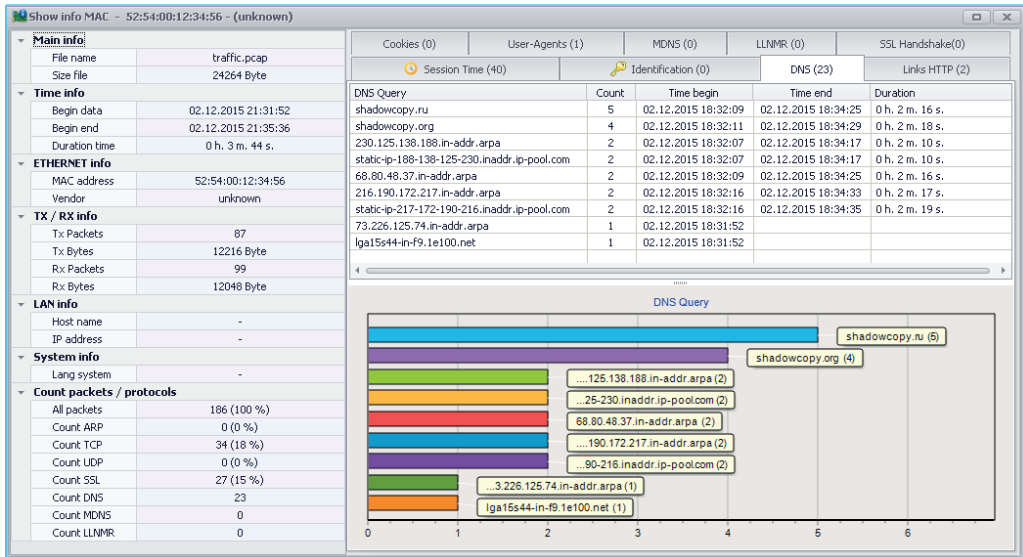 Show info MAC - 52:54:00:12:34:56 - (unknown)
Main info
File name traffic.pcap
Size file 24264 Byte
Time info
Begin data 02.12.2015 21:31:52
Begin end 02.12.2015 21:35:36
Duration time 0 h. 3 m. 44 s.
ETHERNET info
MAC address 52:54:00:12:34:56
Vendor unknown
TX / RX info
Tx Packets 87
Tx Bytes 12216 Byte
Rx Packets 99
Rx Bytes 12048 Byte
LAN info
Host name -
IP address -
System info
Lang system -
Count packets / protocols
All packets 186 (100 %)
Count ARP 0 (0 %)
Count TCP 34 (18 %)
Count UDP 0 (0 %)
Count SSL 27 (15 %)
Count DNS 23
Count MDNS 0
Count LLNMR 0
Cookies (0) User-Agents (1) MDNS (0) LLNMR (0) SSL Handshake(0)
Session Time (40) Identification (0) DNS (23) Links HTTP (2)
DNS Query Count Time begin Time end Duration
shadowcopy.ru 5 02.12.2015 18:32:09 02.12.2015 18:34:25 0 h. 2 m. 16 s.
shadowcopy.org 4 02.12.2015 18:32:11 02.12.2015 18:34:29 0 h. 2 m. 18 s.
230.125.138.188.in-addr.arpa 2 02.12.2015 18:32:07 02.12.2015 18:34:17 0 h. 2 m. 10 s.
static-ip-188-138-125-230.inaddr.ip-pool.com 2 02.12.2015 18:32:07 02.12.2015 18:34:17 0 h. 2 m. 10 s.
68.80.48.37.in-addr.arpa 2 02.12.2015 18:32:09 02.12.2015 18:34:25 0 h. 2 m. 16 s.
216.190.172.217.in-addr.arpa 2 02.12.2015 18:32:16 02.12.2015 18:34:33 0 h. 2 m. 17 s.
static-ip-217-172-190-216.inaddr.ip-pool.com 2 02.12.2015 18:32:16 02.12.2015 18:34:35 0 h. 2 m. 19 s.
73.226.125.74.in-addr.arpa 1 02.12.2015 18:31:52
lga15s44-in-f9.1e100.net 1 02.12.2015 18:31:52
DNS Query
shadowcopy.ru (5)
shadowcopy.org (4)
....125.138.188.in-addr.arpa (2)
...25-230.inaddr.ip-pool.com (2)
68.80.48.37.in-addr.arpa (2)
....190.172.217.in-addr.arpa (2)
...90-216.inaddr.ip-pool.com (2)
...3.226.125.74.in-addr.arpa (1)
lga15s44-in-f9.1e100.net (1)
0 1 2 3 4 5 6